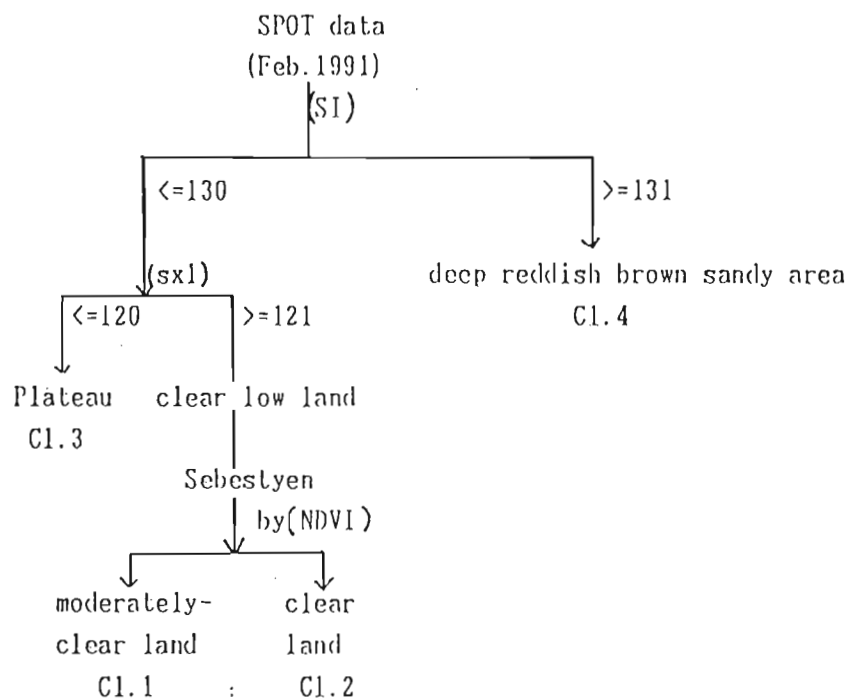 SPOT data
(Feb.1991)
(SI)
<=130 >=131
(sx1) deep reddish brown sandy area
Cl.4
<=120 >=121
Plateau clear low land
Cl.3
Sebestyen
by(NDVI)
moderately- clear
clear land land
Cl.1 : Cl.2